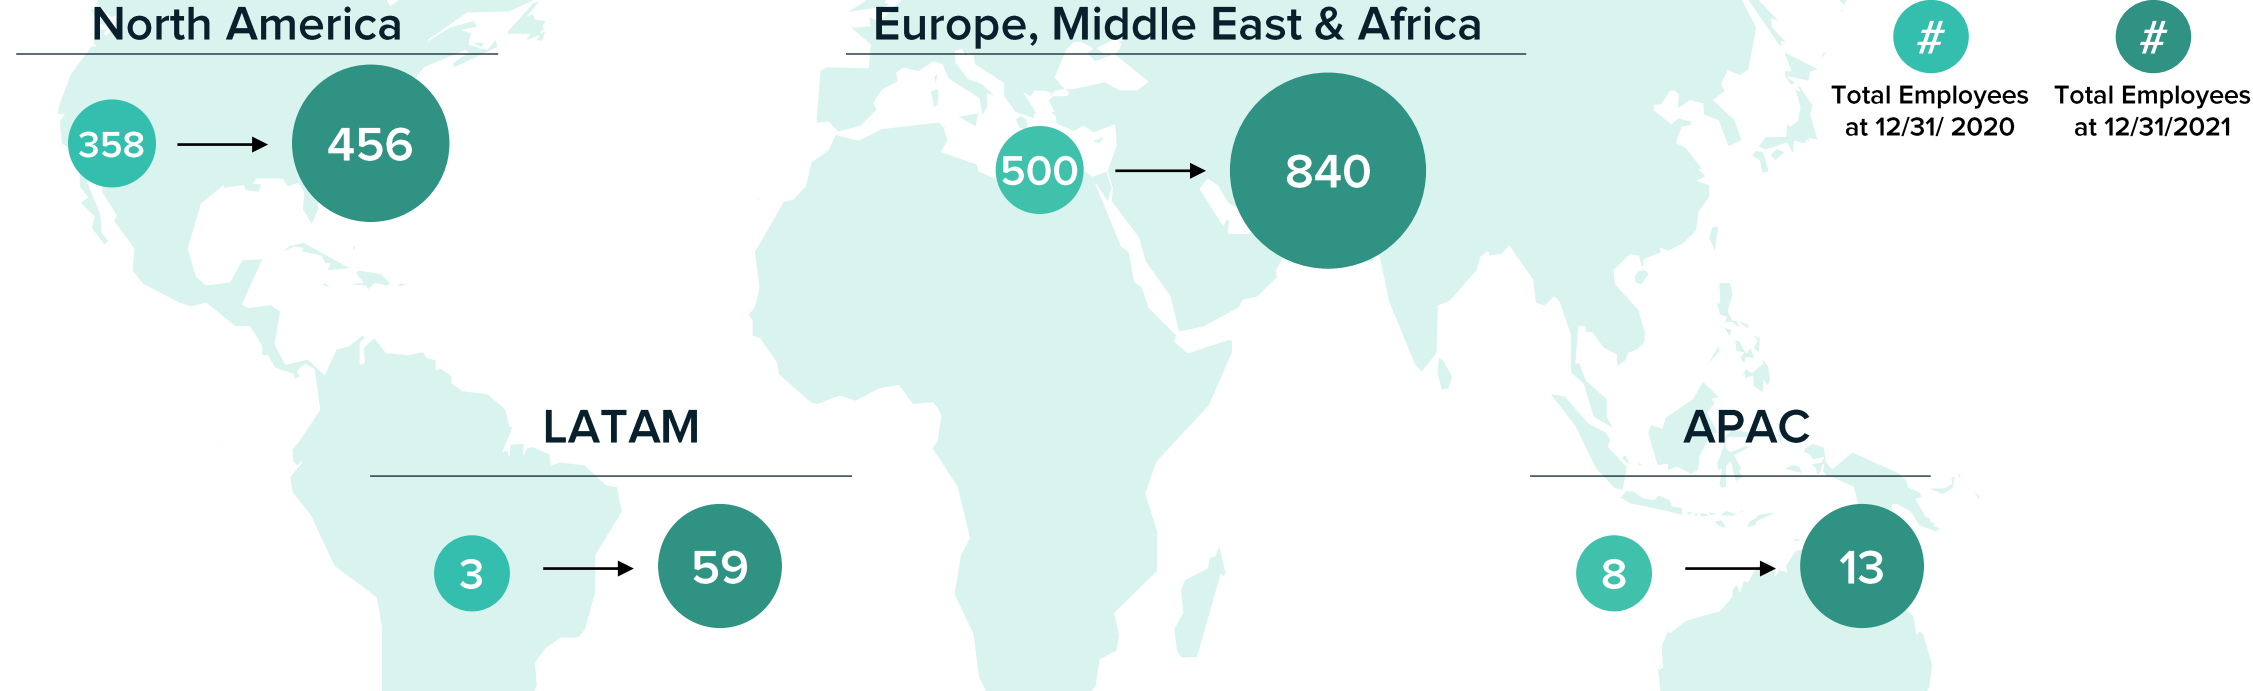 North America
358
456
Europe, Middle East & Africa
500
840
#
Total Employees
at 12/31/ 2020
#
Total Employees
at 12/31/2021
LATAM
3
59
APAC
8
13